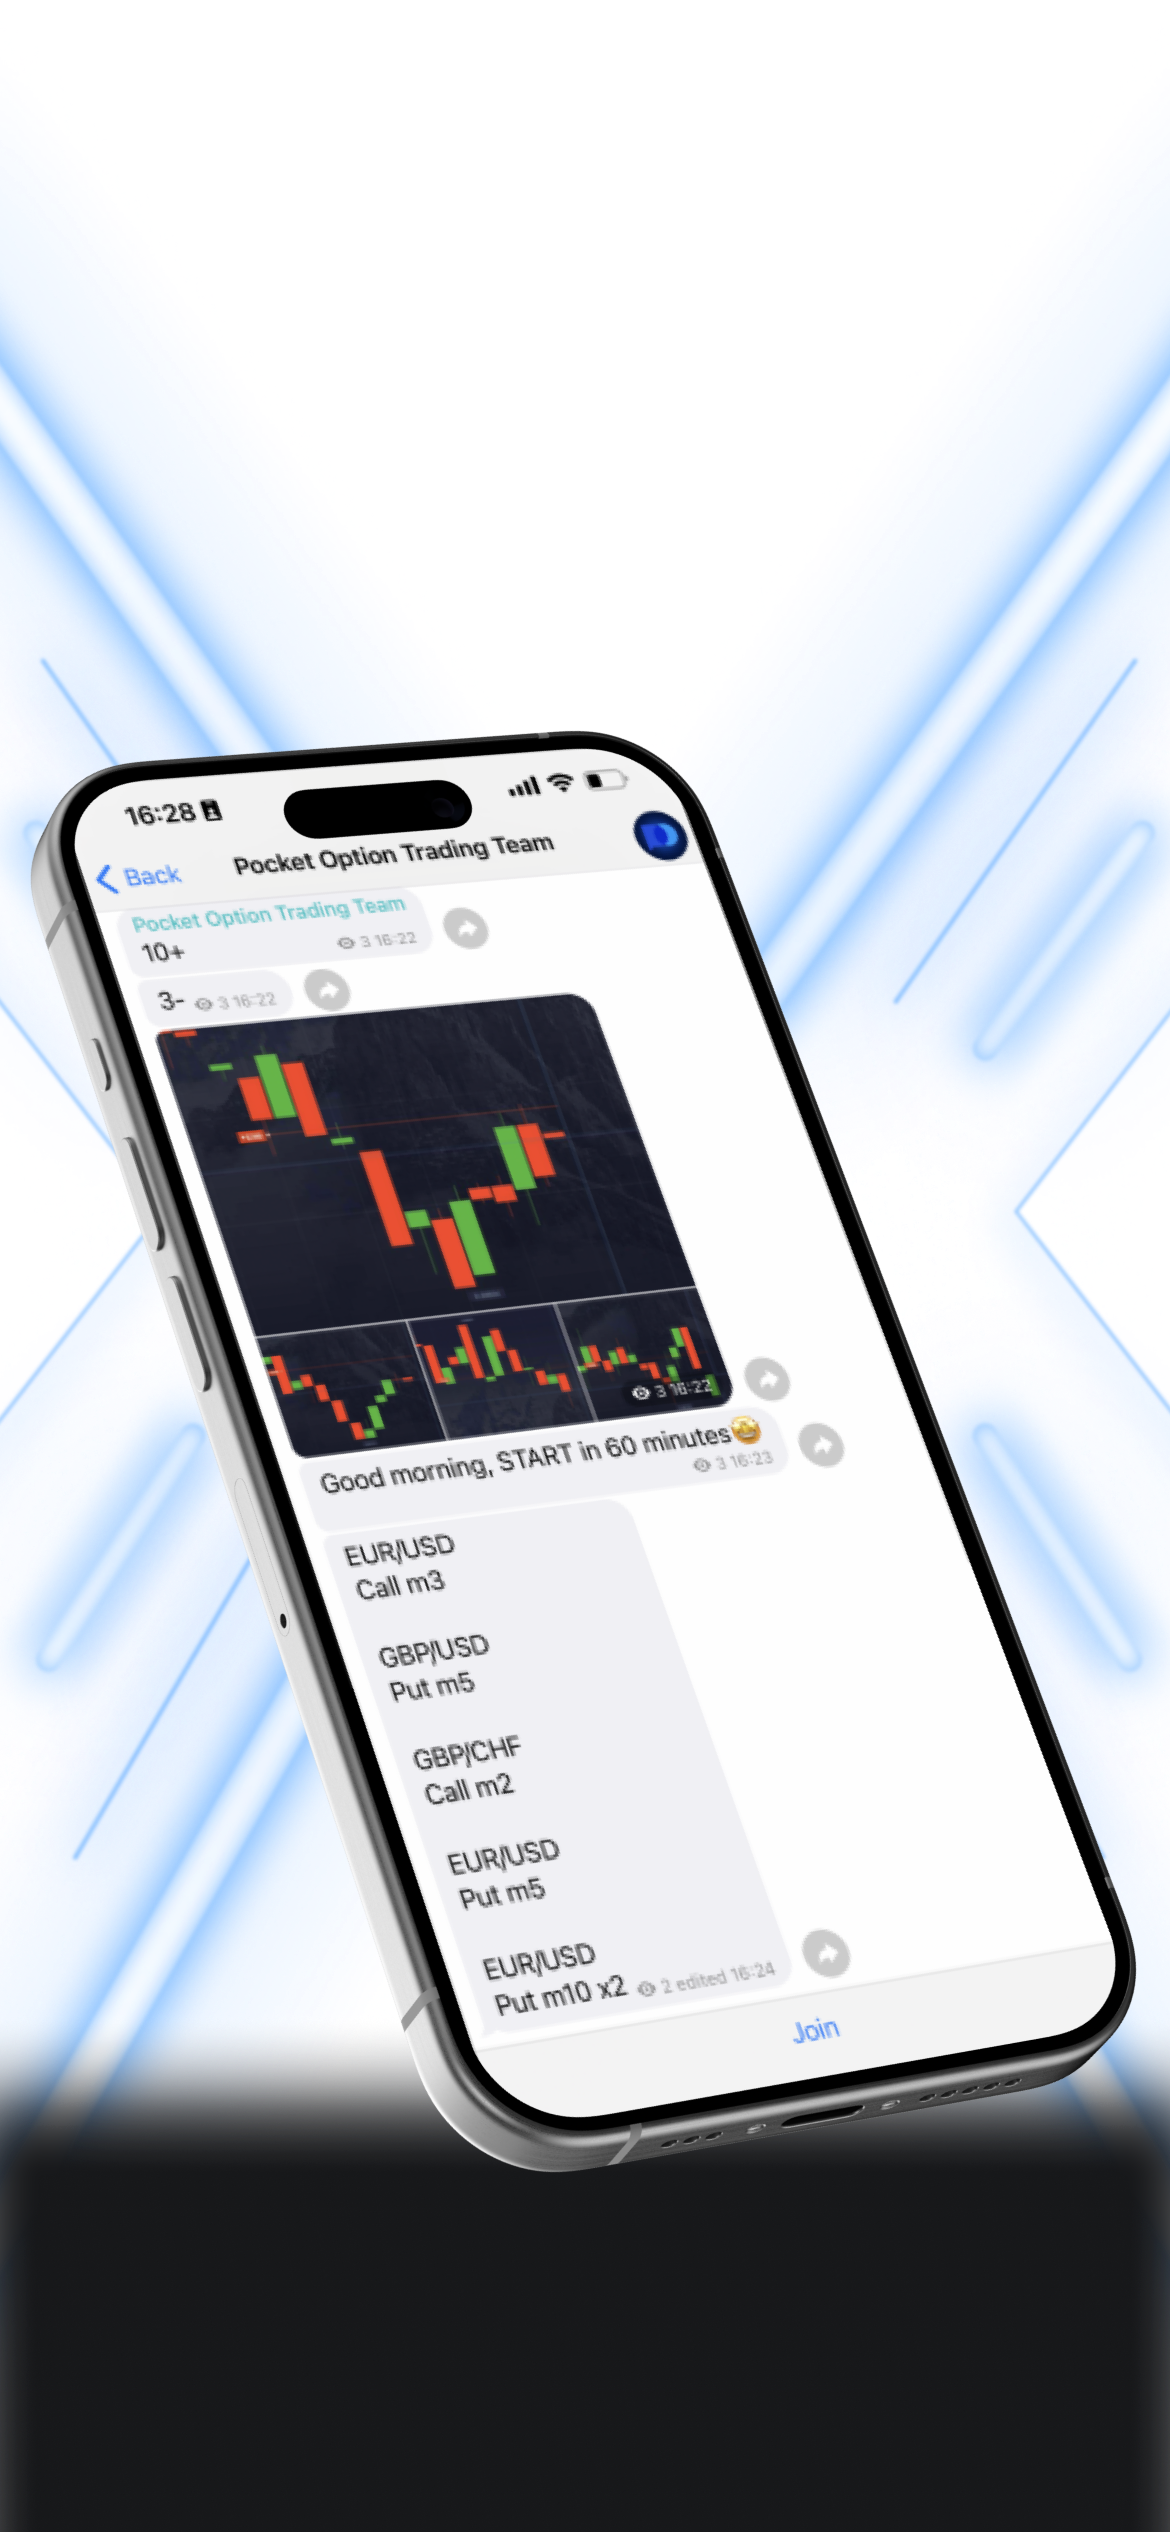 16:28
Back
Pocket Option Trading Team
Pocket Option Trading Team
10+
3 16:22
3-
3 16:22
3 16:22
Good morning, START in 60 minutes🤩
3 16:23
EUR/USD
Call m3
GBP/USD
Put m5
GBP/CHF
Call m2
EUR/USD
Put m5
EUR/USD
Put m10 x2
2 edited 16:24
Join